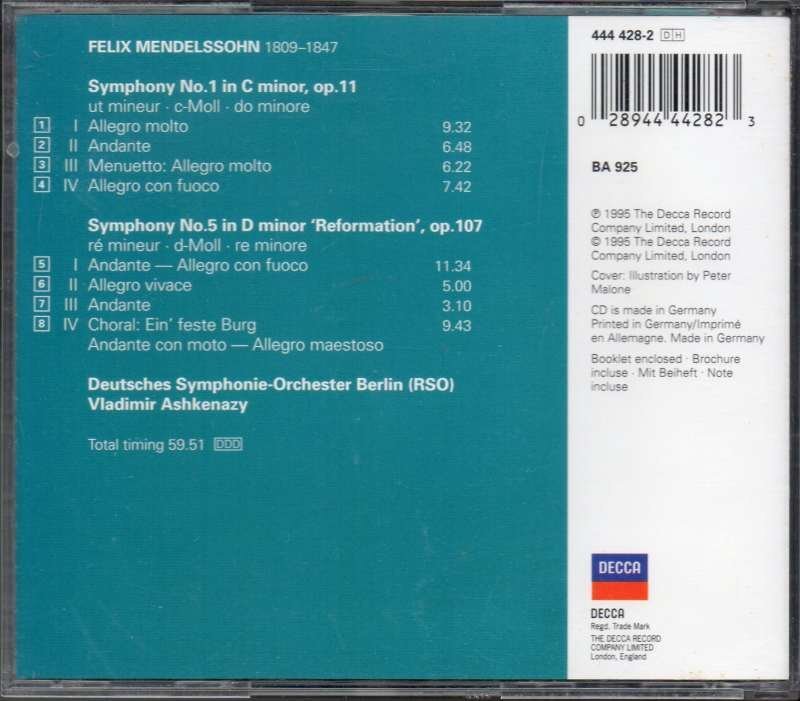 FELIX MENDELSSOHN 1809–1847
Symphony No.1 in C minor, op.11
ut mineur · c-Moll · do minore
1 I Allegro molto 9.32
2 II Andante 6.48
3 III Menuetto: Allegro molto 6.22
4 IV Allegro con fuoco 7.42
Symphony No.5 in D minor ‘Reformation’, op.107
ré mineur · d-Moll · re minore
5 I Andante — Allegro con fuoco 11.34
6 II Allegro vivace 5.00
7 III Andante 3.10
8 IV Choral: Ein’ feste Burg 9.43
Andante con moto — Allegro maestoso
Deutsches Symphonie-Orchester Berlin (RSO)
Vladimir Ashkenazy
Total timing 59.51 DDD
444 428-2 DH
0 28944 44282 3
BA 925
℗ 1995 The Decca Record
Company Limited, London
© 1995 The Decca Record
Company Limited, London
Cover: Illustration by Peter
Malone
CD is made in Germany
Printed in Germany/Imprimé
en Allemagne. Made in Germany
Booklet enclosed · Brochure
incluse · Mit Beiheft · Note
incluse
DECCA
DECCA
Regd. Trade Mark
THE DECCA RECORD
COMPANY LIMITED
London, England